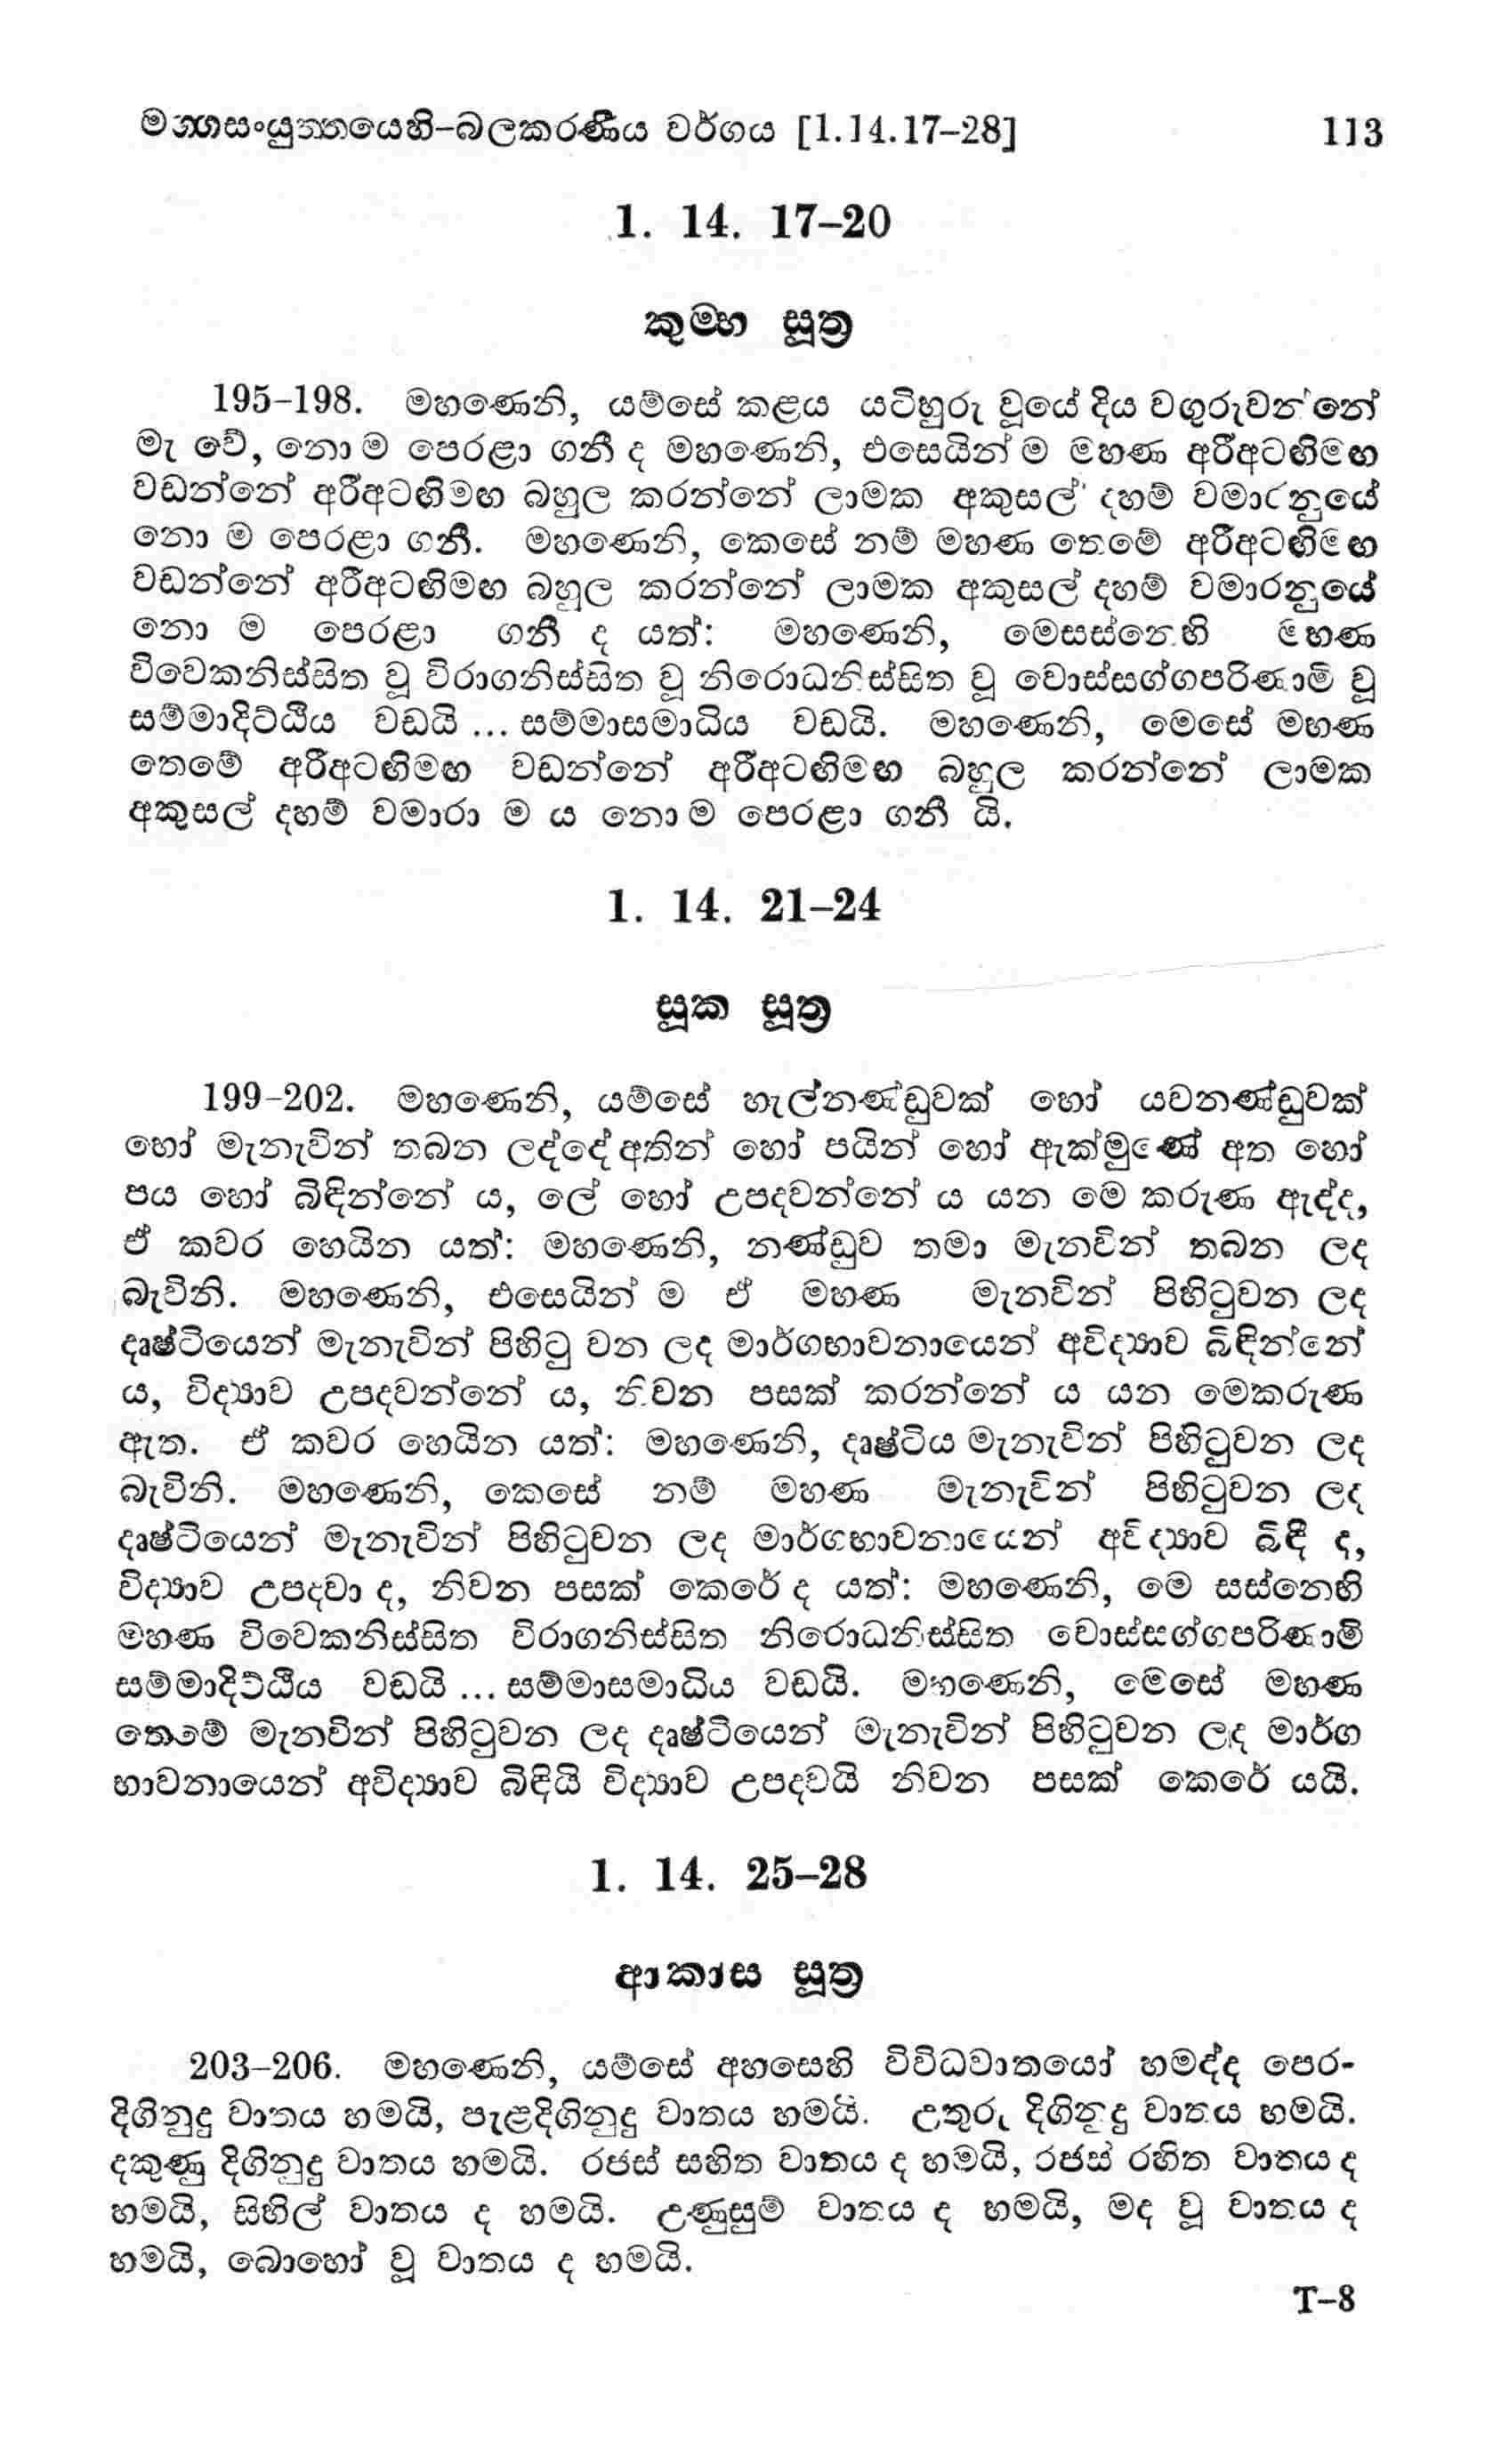 මග්ගසංයුත්තයෙහි-බලකරණීය වර්ගය [1.14.17–28] 113
1. 14. 17–20
කුම්භ සූත්‍ර
195–198. මහණෙනි, යම්සේ කළය යටිහුරු වූයේ දිය වගුරුවන්නේ
මැ වේ, නො ම පෙරළා ගනී ද මහණෙනි, එසෙයින් ම මහණ අරීඅටඟිමඟ
වඩන්නේ අරීඅටඟිමඟ බහුල කරන්නේ ලාමක අකුසල් දහම් වමාරනුයේ
නො ම පෙරළා ගනී. මහණෙනි, කෙසේ නම් මහණ තෙමේ අරීඅටඟිමඟ
වඩන්නේ අරීඅටඟිමඟ බහුල කරන්නේ ලාමක අකුසල් දහම් වමාරනුයේ
නො ම පෙරළා ගනී ද යත්: මහණෙනි, මෙසස්නෙහි මහණ
විවෙකනිස්සිත වූ විරාගනිස්සිත වූ නිරොධනිස්සිත වූ වොස්සග්ගපරිණාමි වූ
සම්මාදිට්ඨිය වඩයි ... සම්මාසමාධිය වඩයි. මහණෙනි, මෙසේ මහණ
තෙමේ අරීඅටඟිමඟ වඩන්නේ අරීඅටඟිමඟ බහුල කරන්නේ ලාමක
අකුසල් දහම් වමාරා ම ය නො ම පෙරළා ගනී යි.
1. 14. 21–24
සූක සූත්‍ර
199–202. මහණෙනි, යම්සේ හැල්නණ්ඩුවක් හෝ යවනණ්ඩුවක්
හෝ මැනැවින් තබන ලද්දේ අතින් හෝ පයින් හෝ ඇක්මුණේ අත හෝ
පය හෝ බිඳින්නේ ය, ලේ හෝ උපදවන්නේ ය යන මෙ කරුණ ඇද්ද,
ඒ කවර හෙයින යත්: මහණෙනි, නණ්ඩුව තමා මැනවින් තබන ලද
බැවිනි. මහණෙනි, එසෙයින් ම ඒ මහණ මැනවින් පිහිටුවන ලද
දෘෂ්ටියෙන් මැනැවින් පිහිටු වන ලද මාර්ගභාවනායෙන් අවිද්‍යාව බිඳින්නේ
ය, විද්‍යාව උපදවන්නේ ය, නිවන පසක් කරන්නේ ය යන මෙකරුණ
ඇත. ඒ කවර හෙයින යත්: මහණෙනි, දෘෂ්ටිය මැනැවින් පිහිටුවන ලද
බැවිනි. මහණෙනි, කෙසේ නම් මහණ මැනැවින් පිහිටුවන ලද
දෘෂ්ටියෙන් මැනැවින් පිහිටුවන ලද මාර්ගභාවනායෙන් අවිද්‍යාව බිඳී ද,
විද්‍යාව උපදවා ද, නිවන පසක් කෙරේ ද යත්: මහණෙනි, මෙ සස්නෙහි
මහණ විවෙකනිස්සිත විරාගනිස්සිත නිරොධනිස්සිත වොස්සග්ගපරිණාමි
සම්මාදිට්ඨිය වඩයි ... සම්මාසමාධිය වඩයි. මහණෙනි, මෙසේ මහණ
තෙමේ මැනවින් පිහිටුවන ලද දෘෂ්ටියෙන් මැනැවින් පිහිටුවන ලද මාර්ග
භාවනායෙන් අවිද්‍යාව බිඳියි විද්‍යාව උපදවයි නිවන පසක් කෙරේ යයි.
1. 14. 25–28
ආකාස සූත්‍ර
203–206. මහණෙනි, යම්සේ අහසෙහි විවිධවාතයෝ හමද්ද පෙර-
දිගිනුදු වාතය හමයි, පැළදිගිනුදු වාතය හමයි. උතුරු දිගිනුදු වාතය හමයි.
දකුණු දිගිනුදු වාතය හමයි. රජස් සහිත වාතය ද හමයි, රජස් රහිත වාතය ද
හමයි, සිහිල් වාතය ද හමයි. උණුසුම් වාතය ද හමයි, මද වූ වාතය ද
හමයි, බොහෝ වූ වාතය ද හමයි.
T–8